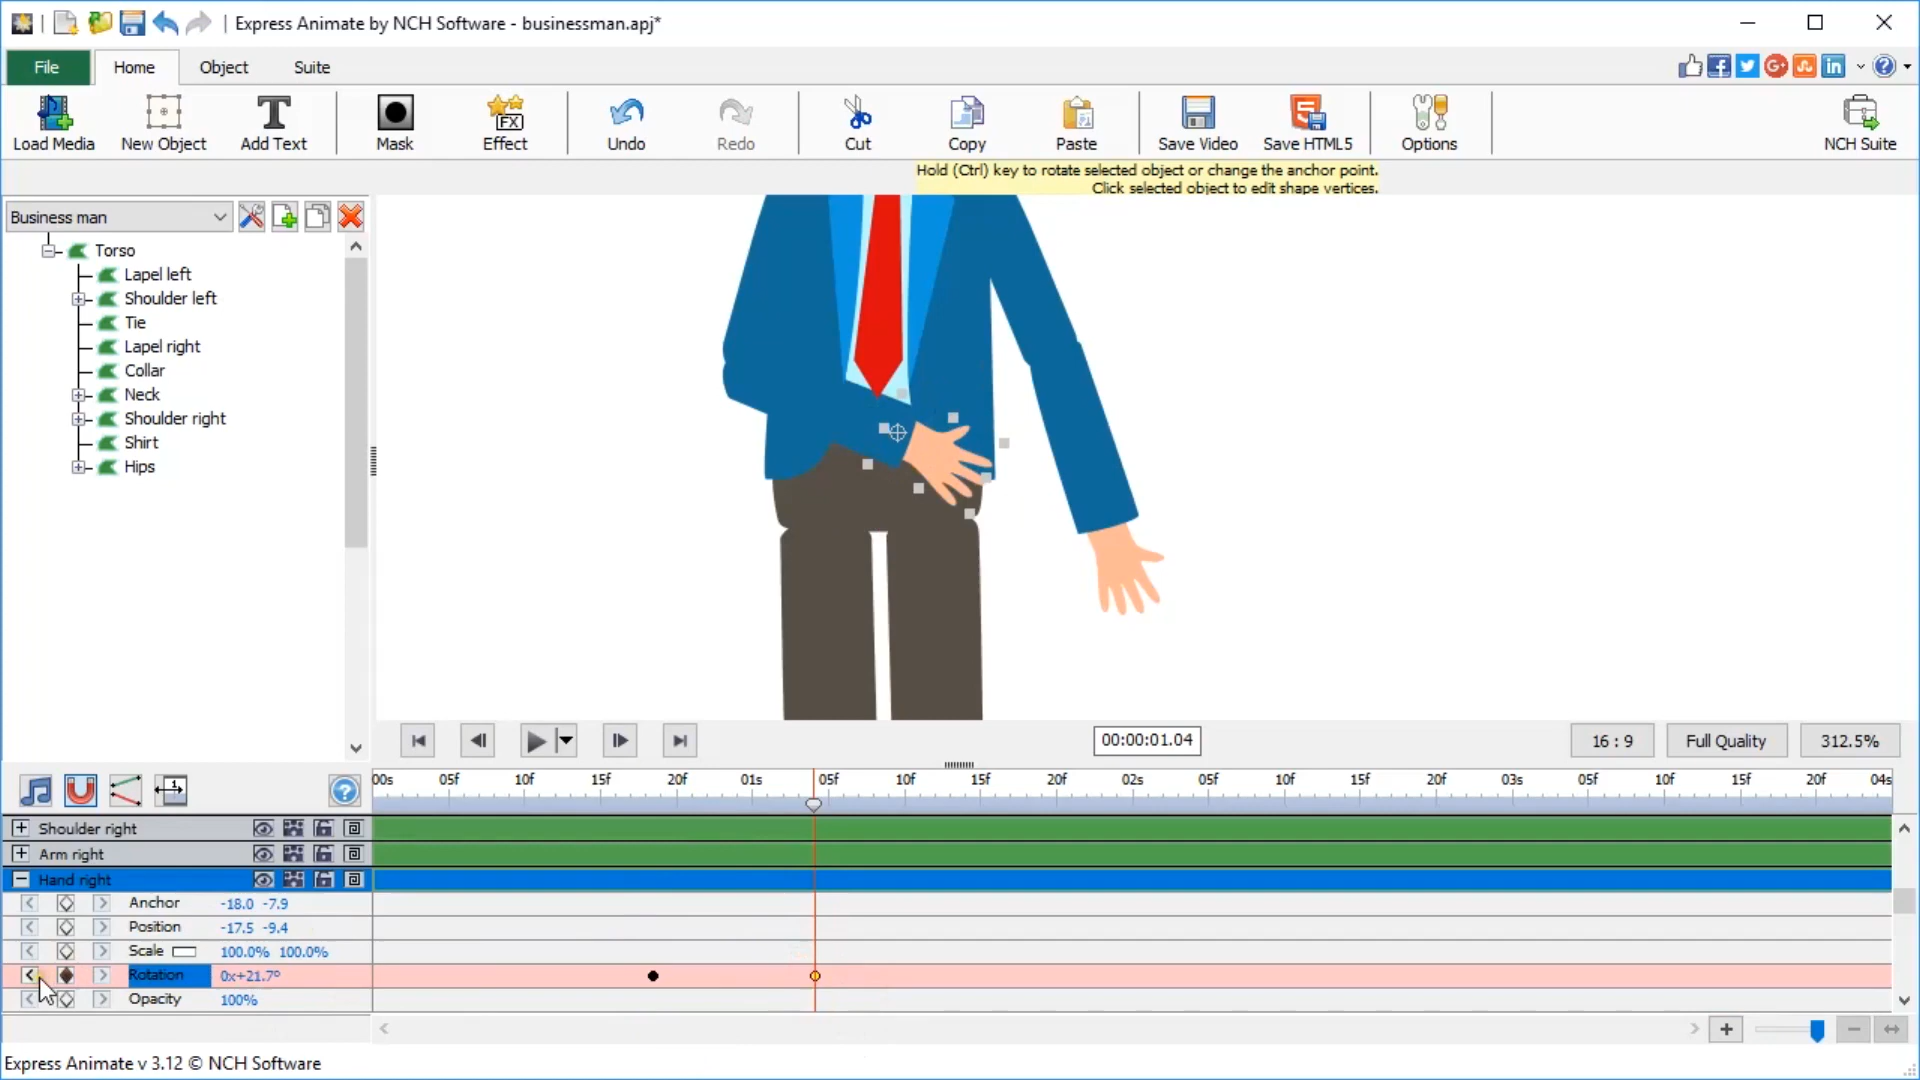 Express Animate by NCH Software - businessman.apj*
File Home Object Suite
Load Media New Object Add Text Mask Effect Undo Redo Cut Copy Paste Save Video Save HTML5 Options NCH Suite
Hold (Ctrl) key to rotate selected object or change the anchor point.
Click selected object to edit shape vertices.
Business man
Torso
Lapel left
Shoulder left
Tie
Lapel right
Collar
Neck
Shoulder right
Shirt
Hips
00:00:01.04 16 : 9 Full Quality 312.5%
00s 05f 10f 15f 20f 01s 05f 10f 15f 20f 02s 05f 10f 15f 20f 03s 05f 10f 15f 20f 04s
Shoulder right
Arm right
Hand right
Anchor -18.0 -7.9
Position -17.5 -9.4
Scale 100.0% 100.0%
Rotation 0x+21.7°
Opacity 100%
Express Animate v 3.12 © NCH Software